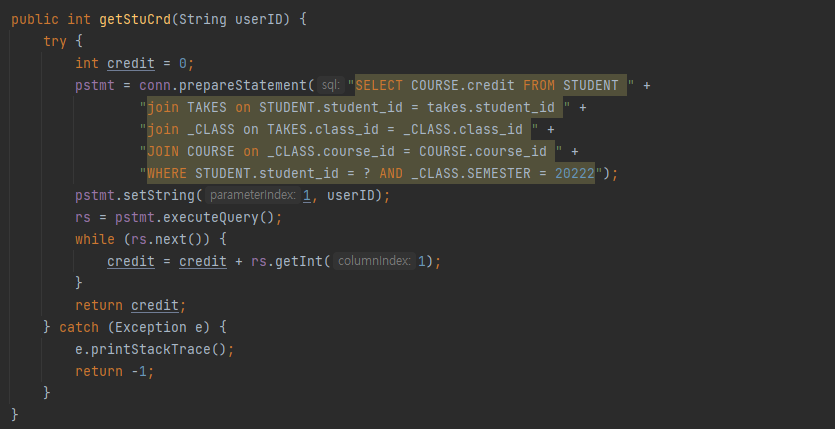 public int getStuCrd(String userID) {
    try {
        int credit = 0;
        pstmt = conn.prepareStatement( sql: "SELECT COURSE.credit FROM STUDENT " +
                "join TAKES on STUDENT.student_id = takes.student_id " +
                "join _CLASS on TAKES.class_id = _CLASS.class_id " +
                "JOIN COURSE on _CLASS.course_id = COURSE.course_id " +
                "WHERE STUDENT.student_id = ? AND _CLASS.SEMESTER = 20222");
        pstmt.setString( parameterIndex: 1, userID);
        rs = pstmt.executeQuery();
        while (rs.next()) {
            credit = credit + rs.getInt( columnIndex: 1);
        }
        return credit;
    } catch (Exception e) {
        e.printStackTrace();
        return -1;
    }
}